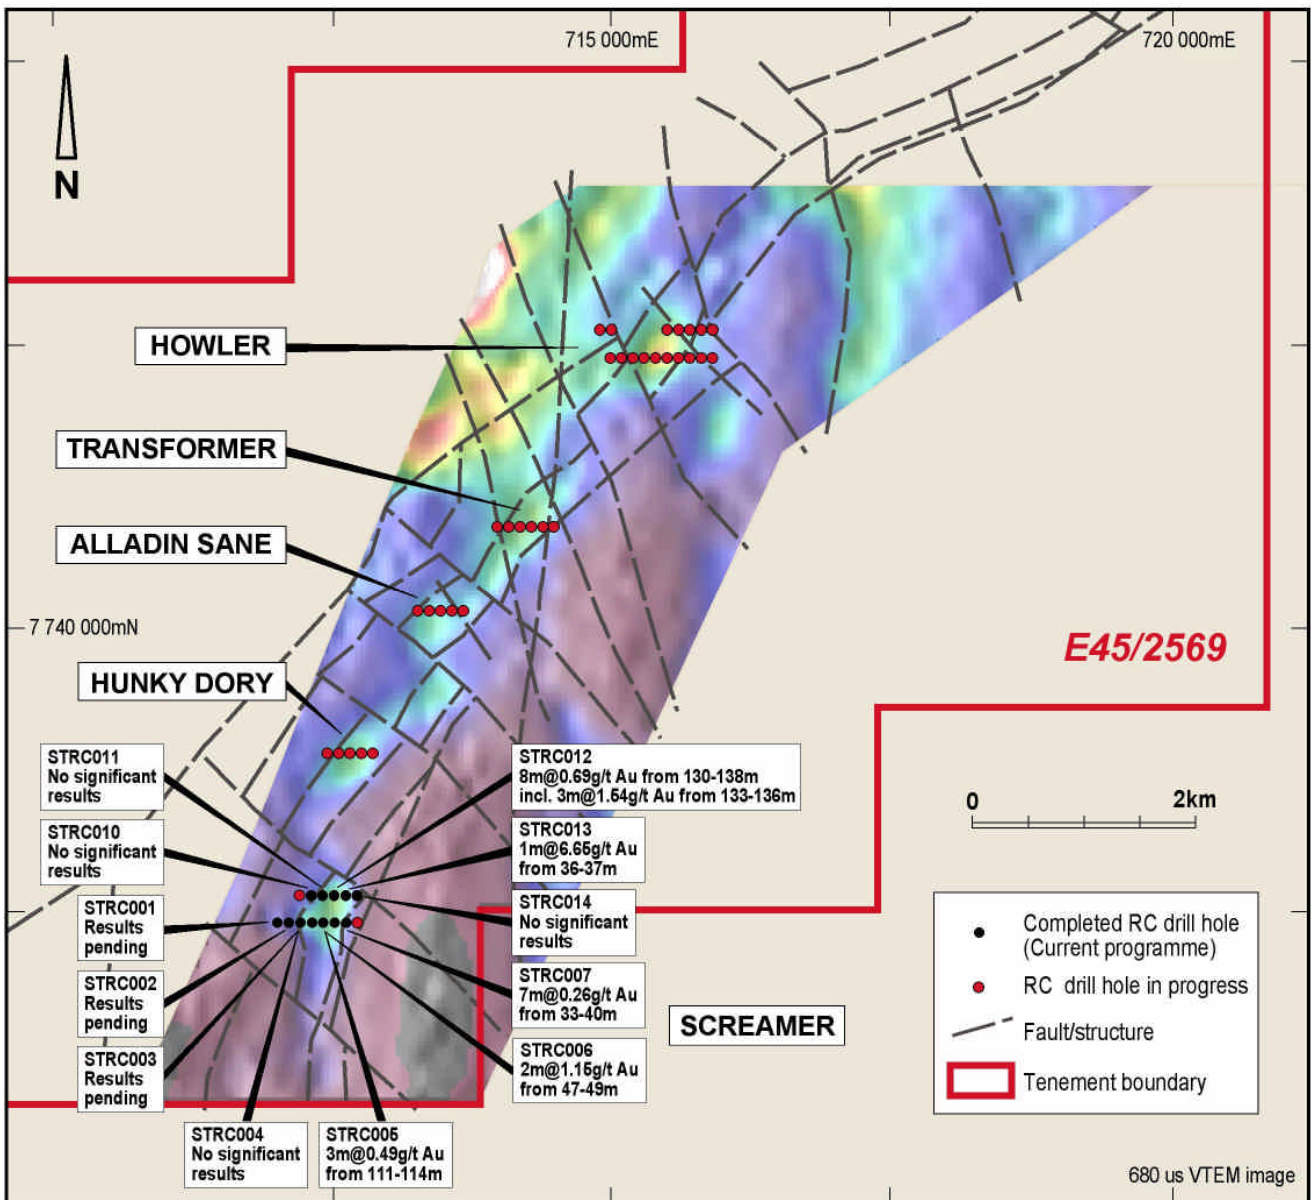 715 000mE
720 000mE
N
HOWLER
TRANSFORMER
ALLADIN SANE
7 740 000mN
E45/2569
HUNKY DORY
STRC011
No significant
results
STRC012
8m@0.69g/t Au from 130-138m
incl. 3m@1.54g/t Au from 133-136m
0
2km
STRC010
No significant
results
STRC013
1m@6.65g/t Au
from 36-37m
STRC001
Results
pending
STRC014
No significant
results
STRC002
Results
pending
STRC007
7m@0.26g/t Au
from 33-40m
SCREAMER
STRC003
Results
pending
STRC006
2m@1.15g/t Au
from 47-49m
STRC004
No significant
results
STRC005
3m@0.49g/t Au
from 111-114m
Completed RC drill hole
(Current programme)
RC drill hole in progress
Fault/structure
Tenement boundary
680 us VTEM image